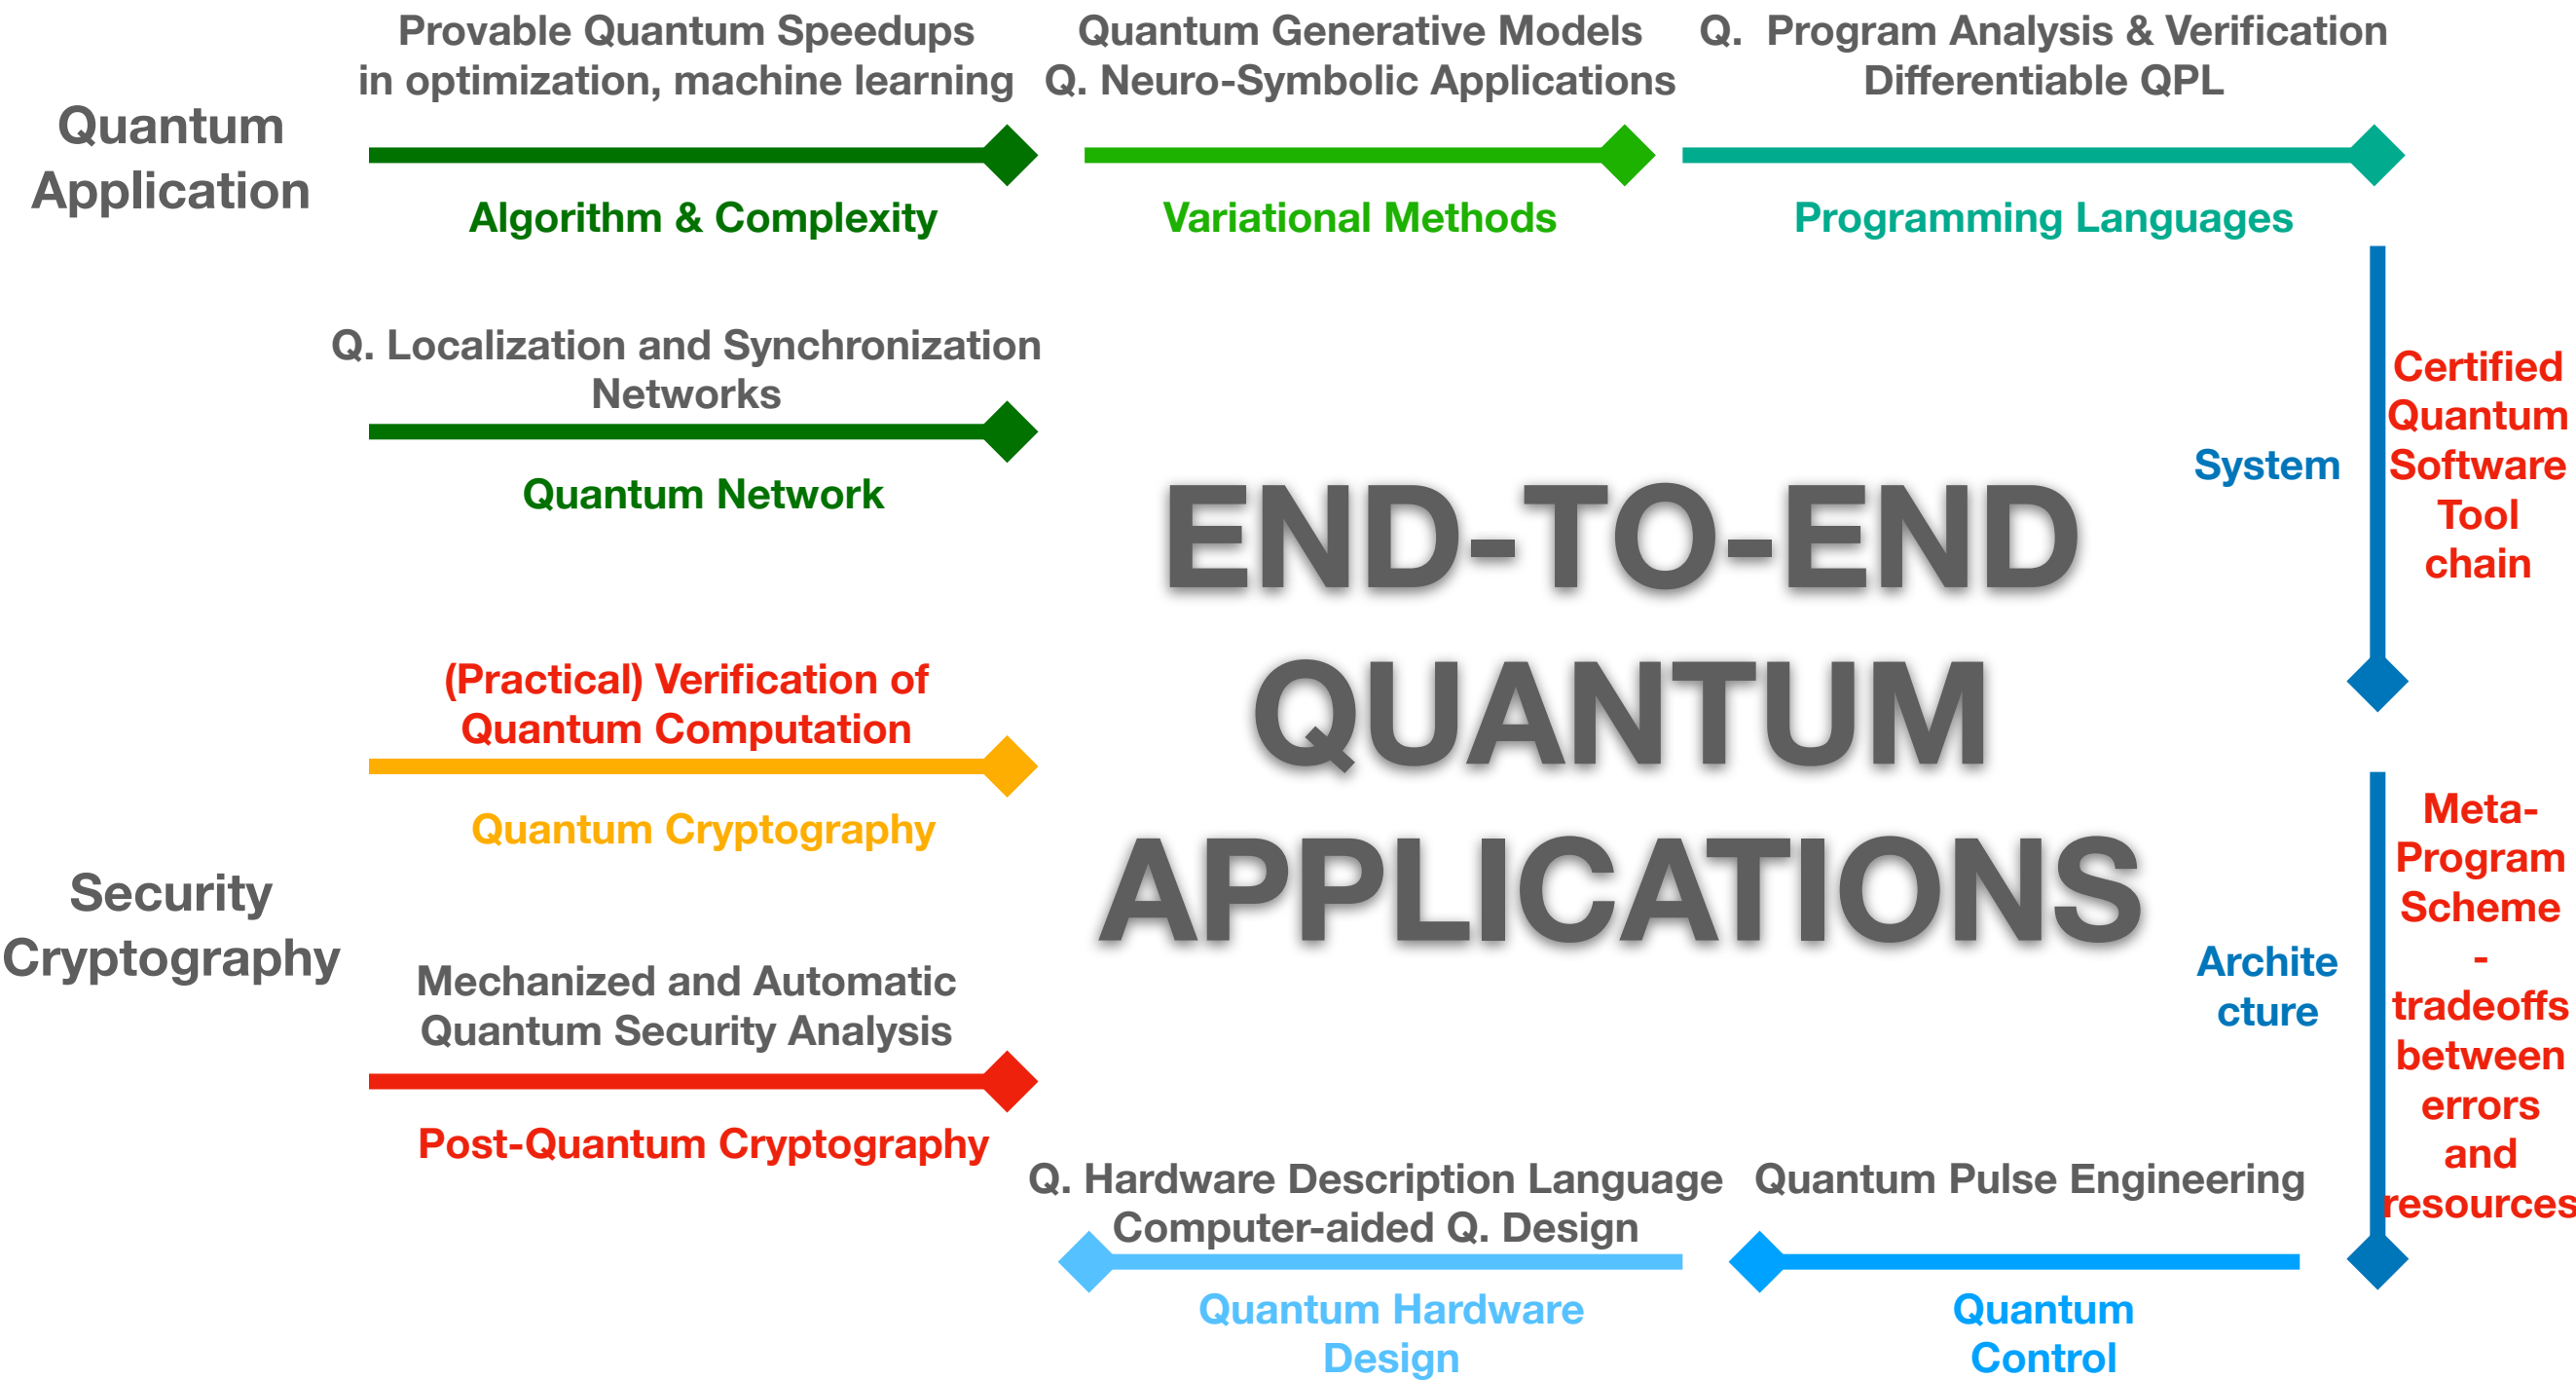 Quantum
Application
Provable Quantum Speedups
in optimization, machine learning
Algorithm & Complexity
Quantum Generative Models
Q. Neuro-Symbolic Applications
Variational Methods
Q. Program Analysis & Verification
Differentiable QPL
Programming Languages
Q. Localization and Synchronization
Networks
Quantum Network
System
Certified
Quantum
Software
Tool
chain
END-TO-END
QUANTUM
APPLICATIONS
(Practical) Verification of
Quantum Computation
Quantum Cryptography
Security
Cryptography
Mechanized and Automatic
Quantum Security Analysis
Post-Quantum Cryptography
Archite
cture
Meta-
Program
Scheme
-
tradeoffs
between
errors
and
resources
Q. Hardware Description Language
Computer-aided Q. Design
Quantum Hardware
Design
Quantum Pulse Engineering
Quantum
Control